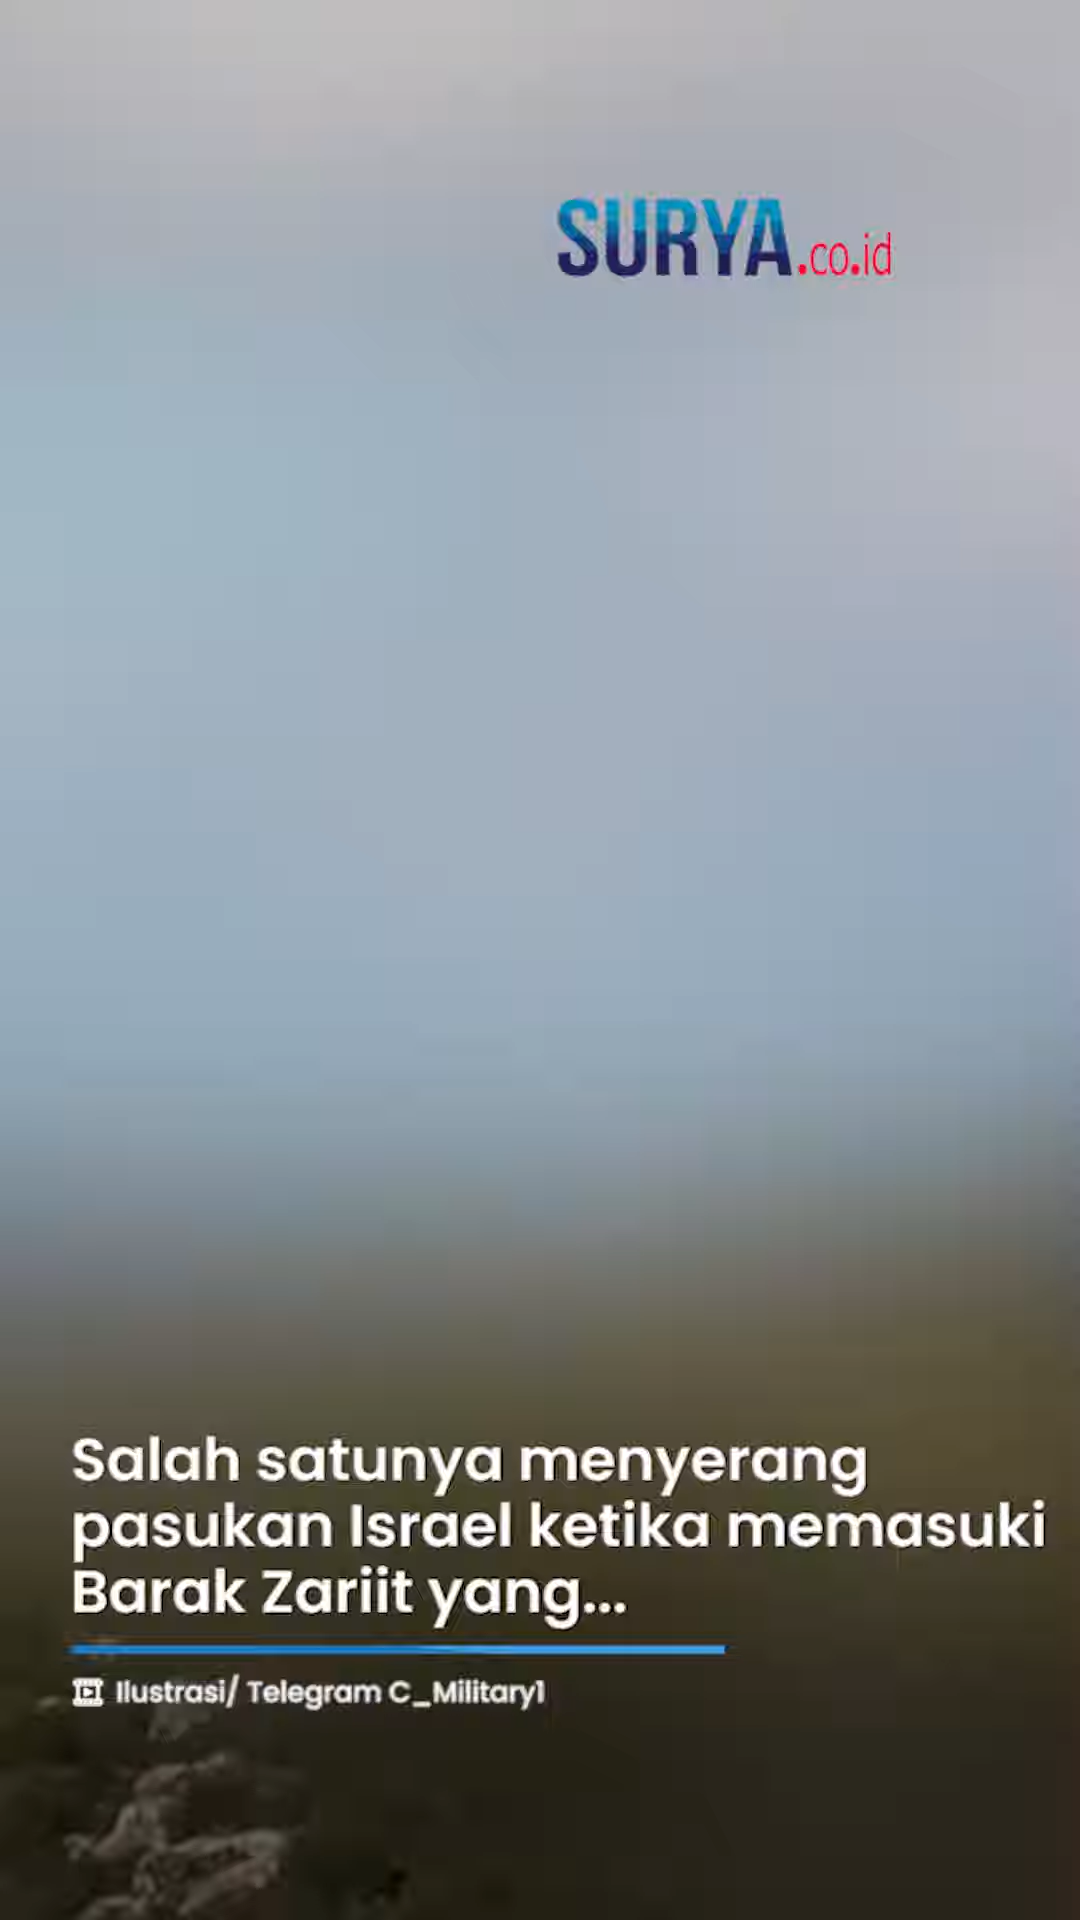 SURYA.co.id
Salah satunya menyerang
pasukan Israel ketika memasuki
Barak Zariit yang...
Ilustrasi/ Telegram C_Military1